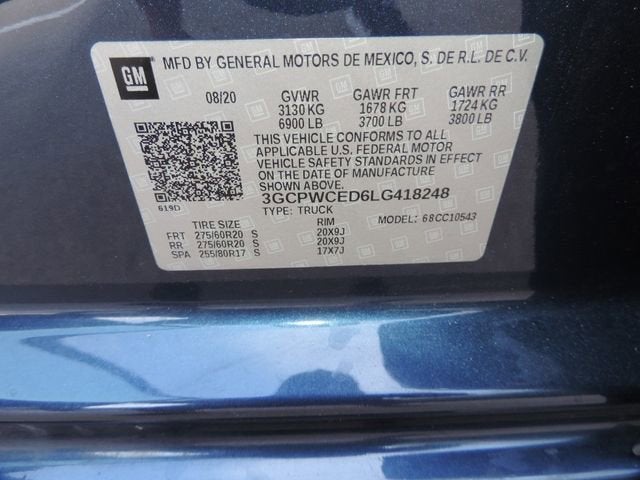 GM
MFD BY GENERAL MOTORS DE MEXICO, S. DE R.L. DE C.V.
08/20 GVWR GAWR FRT GAWR RR
3130 KG 1678 KG 1724 KG
6900 LB 3700 LB 3800 LB
THIS VEHICLE CONFORMS TO ALL
APPLICABLE U.S. FEDERAL MOTOR
VEHICLE SAFETY STANDARDS IN EFFECT
ON THE DATE OF MANUFACTURE
SHOWN ABOVE.
619D 3GCPWCED6LG418248
TYPE: TRUCK MODEL: 68CC10543
TIRE SIZE RIM
FRT 275/60R20 S 20X9J
RR 275/60R20 S 20X9J
SPA 255/80R17 S 17X7J